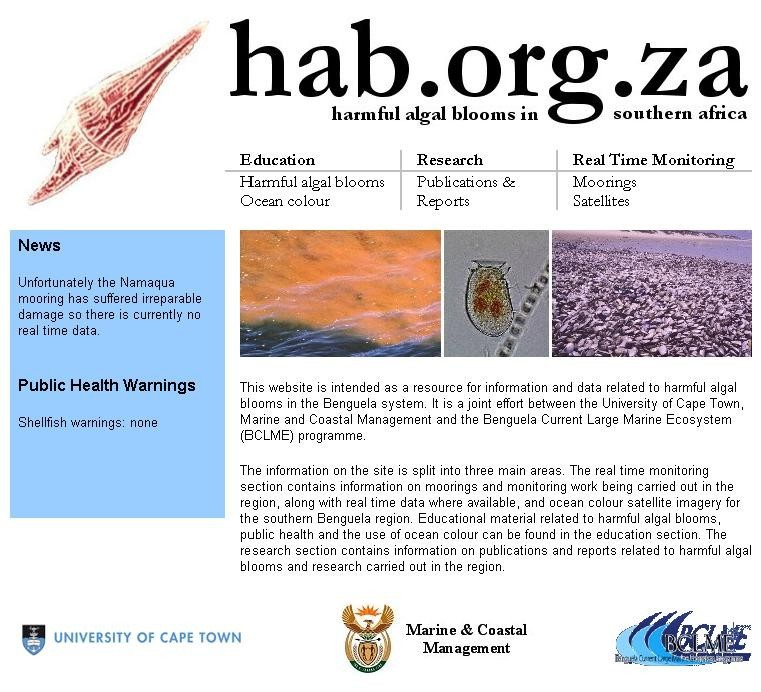 hab.org.za
harmful algal blooms in southern africa
Education
Harmful algal blooms
Ocean colour
Research
Publications &
Reports
Real Time Monitoring
Moorings
Satellites
News
Unfortunately the Namaqua
mooring has suffered irreparable
damage so there is currently no
real time data.
Public Health Warnings
Shellfish warnings: none
This website is intended as a resource for information and data related to harmful algal
blooms in the Benguela system. It is a joint effort between the University of Cape Town,
Marine and Coastal Management and the Benguela Current Large Marine Ecosystem
(BCLME) programme.
The information on the site is split into three main areas. The real time monitoring
section contains information on moorings and monitoring work being carried out in the
region, along with real time data where available, and ocean colour satellite imagery for
the southern Benguela region. Educational material related to harmful algal blooms,
public health and the use of ocean colour can be found in the education section. The
research section contains information on publications and reports related to harmful algal
blooms and research carried out in the region.
UNIVERSITY OF CAPE TOWN
Marine & Coastal
Management
BCLME